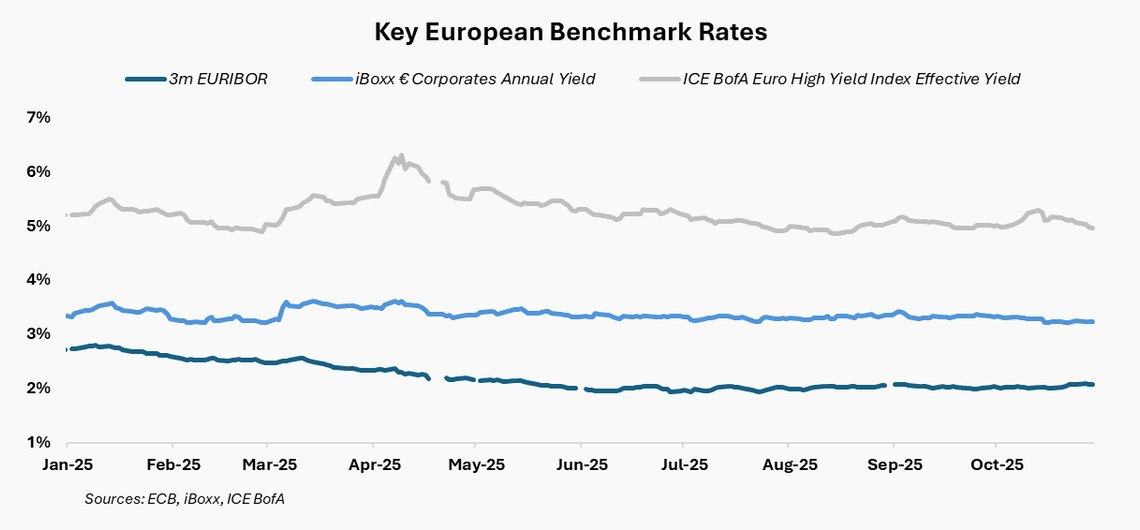 Key European Benchmark Rates
3m EURIBOR iBoxx € Corporates Annual Yield ICE BofA Euro High Yield Index Effective Yield
7%
6%
5%
4%
3%
2%
1%
Jan-25 Feb-25 Mar-25 Apr-25 May-25 Jun-25 Jul-25 Aug-25 Sep-25 Oct-25
Sources: ECB, iBoxx, ICE BofA